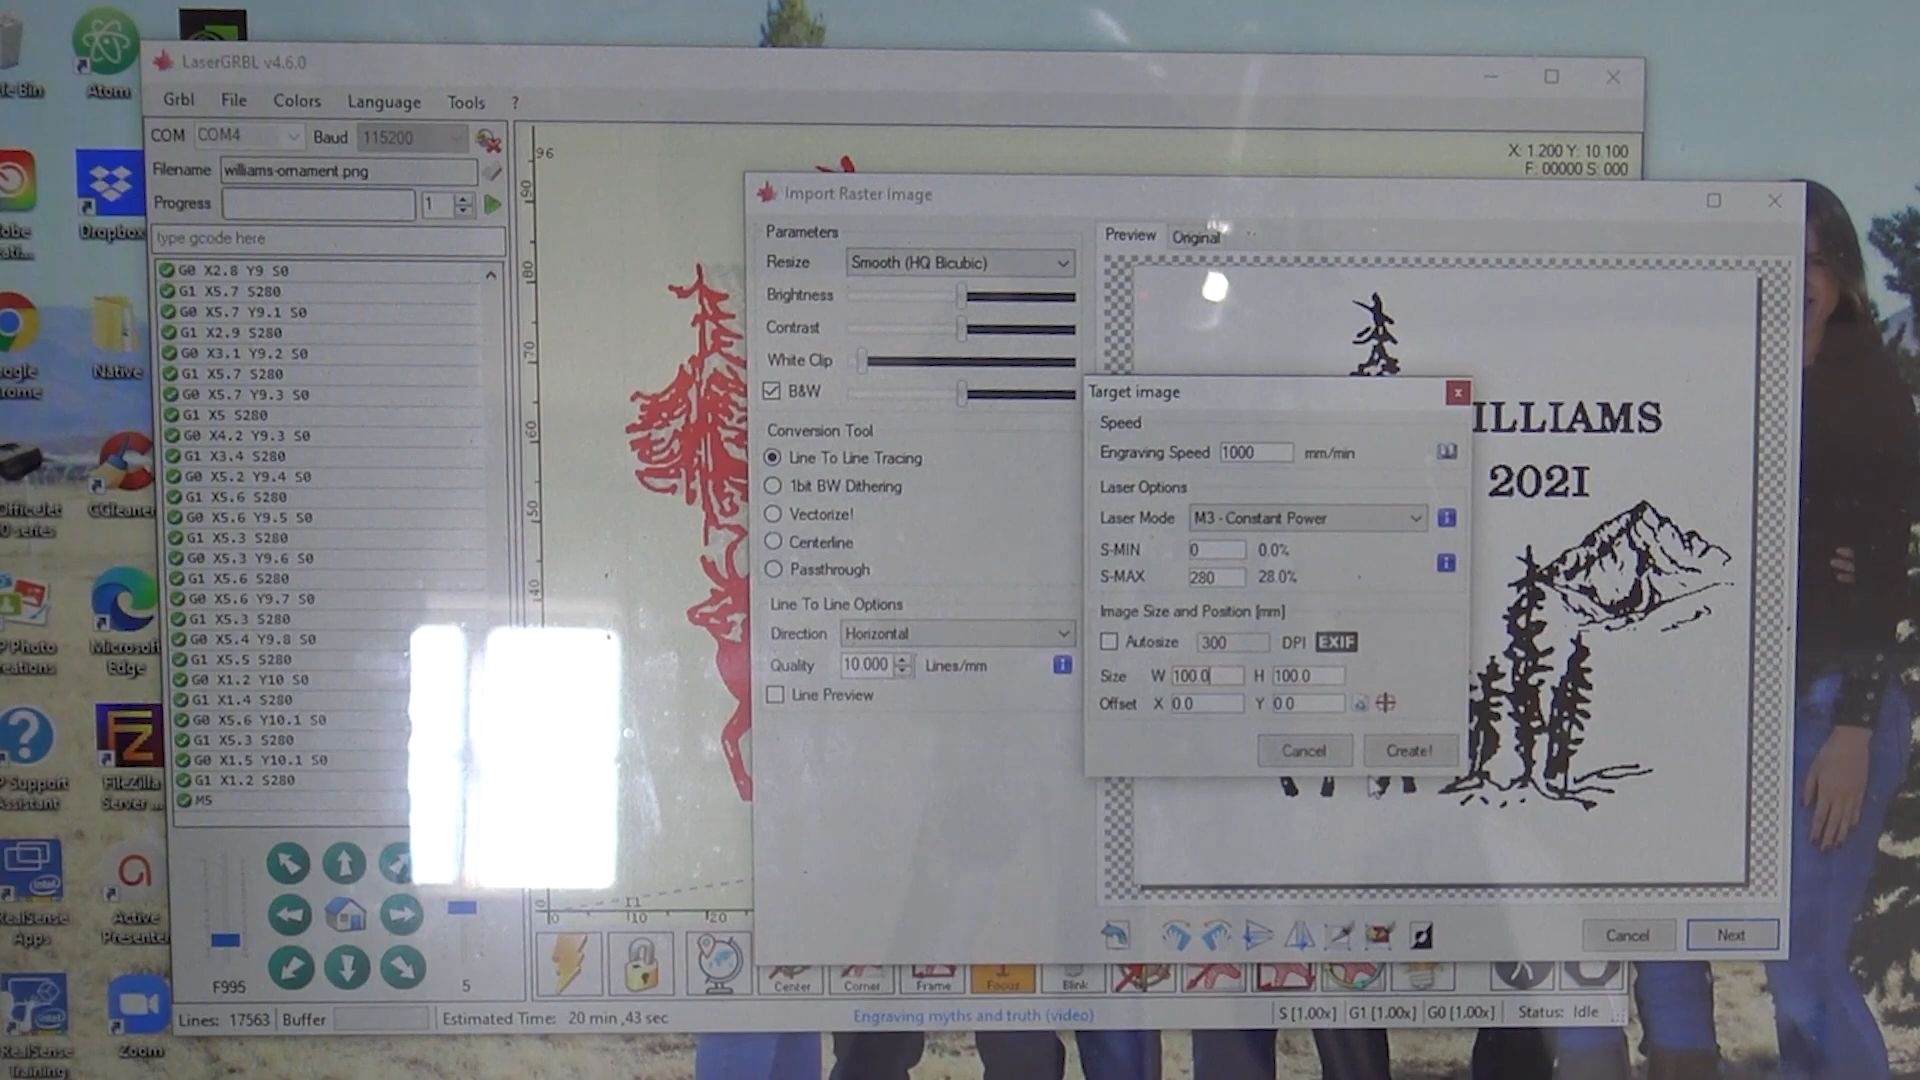 Atom
Dropbox
Native
CCleaner
Microsoft
Edge
FileZilla
Server ...
Active
Presenter
Zoom
LaserGRBL v4.6.0
Grbl File Colors Language Tools ?
COM COM4 Baud 115200
Filename williams-ornament.png
Progress 1
type gcode here
G0 X2.8 Y9 S0
G1 X5.7 S280
G0 X5.7 Y9.1 S0
G1 X2.9 S280
G0 X3.1 Y9.2 S0
G1 X5.7 S280
G0 X5.7 Y9.3 S0
G1 X5 S280
G0 X4.2 Y9.3 S0
G1 X3.4 S280
G0 X5.2 Y9.4 S0
G1 X5.6 S280
G0 X5.6 Y9.5 S0
G1 X5.3 S280
G0 X5.3 Y9.6 S0
G1 X5.6 S280
G0 X5.6 Y9.7 S0
G1 X5.3 S280
G0 X5.4 Y9.8 S0
G1 X5.5 S280
G0 X1.2 Y10 S0
G1 X1.4 S280
G0 X5.6 Y10.1 S0
G1 X5.3 S280
G0 X1.5 Y10.1 S0
G1 X1.2 S280
M5
F995
5
96
90
80
70
60
50
40
0
0 10 20
X: 1.200 Y: 10.100
F: 00000 S: 000
Import Raster Image
Parameters
Resize Smooth (HQ Bicubic)
Brightness
Contrast
White Clip
B&W
Conversion Tool
Line To Line Tracing
1bit BW Dithering
Vectorize!
Centerline
Passthrough
Line To Line Options
Direction Horizontal
Quality 10.000 Lines/mm
Line Preview
Preview Original
ILLIAMS
2021
Target image
Speed
Engraving Speed 1000 mm/min
Laser Options
Laser Mode M3 - Constant Power
S-MIN 0 0.0%
S-MAX 280 28.0%
Image Size and Position [mm]
Autosize 300 DPI EXIF
Size W 100.0 H 100.0
Offset X 0.0 Y 0.0
Cancel Create!
Cancel Next
Center Corner Frame Focus Blink
Lines: 17563 Buffer Estimated Time: 20 min ,43 sec Engraving myths and truth (video) S [1.00x] G1 [1.00x] G0 [1.00x] Status: Idle